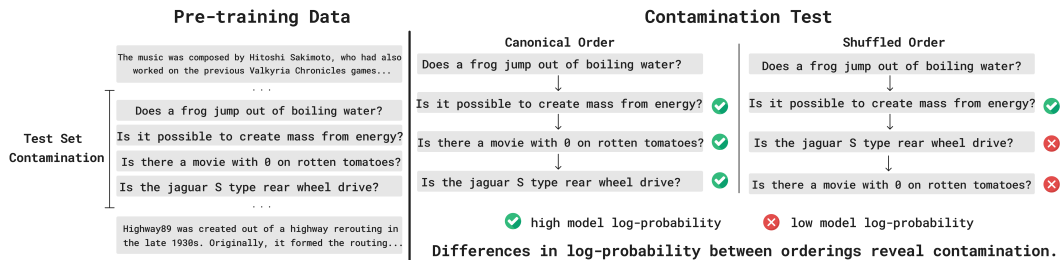 Pre-training Data
The music was composed by Hitoshi Sakimoto, who had also
worked on the previous Valkyria Chronicles games...
...
Test Set
Contamination
Does a frog jump out of boiling water?
Is it possible to create mass from energy?
Is there a movie with 0 on rotten tomatoes?
Is the jaguar S type rear wheel drive?
...
Highway89 was created out of a highway rerouting in
the late 1930s. Originally, it formed the routing...
Contamination Test
Canonical Order
Does a frog jump out of boiling water?
Is it possible to create mass from energy?
Is there a movie with 0 on rotten tomatoes?
Is the jaguar S type rear wheel drive?
Shuffled Order
Does a frog jump out of boiling water?
Is it possible to create mass from energy?
Is the jaguar S type rear wheel drive?
Is there a movie with 0 on rotten tomatoes?
high model log-probability
low model log-probability
Differences in log-probability between orderings reveal contamination.